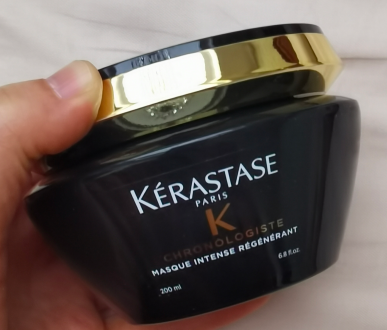 KÉRASTASE
PARIS
K
CHRONOLOGISTE
MASQUE INTENSE RÉGÉNÉRANT
200 ml
6.8 fl.oz.